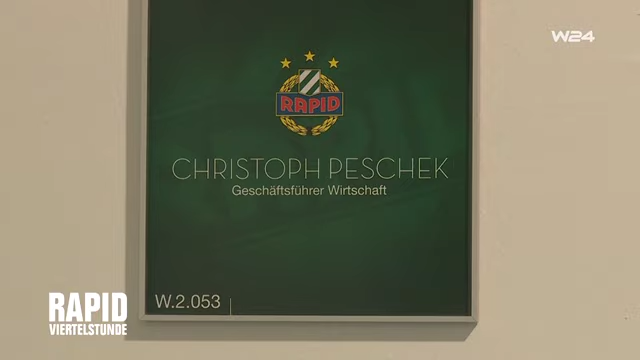 W24
RAPID
CHRISTOPH PESCHEK
Geschäftsführer Wirtschaft
W.2.053
RAPID
VIERTELSTUNDE